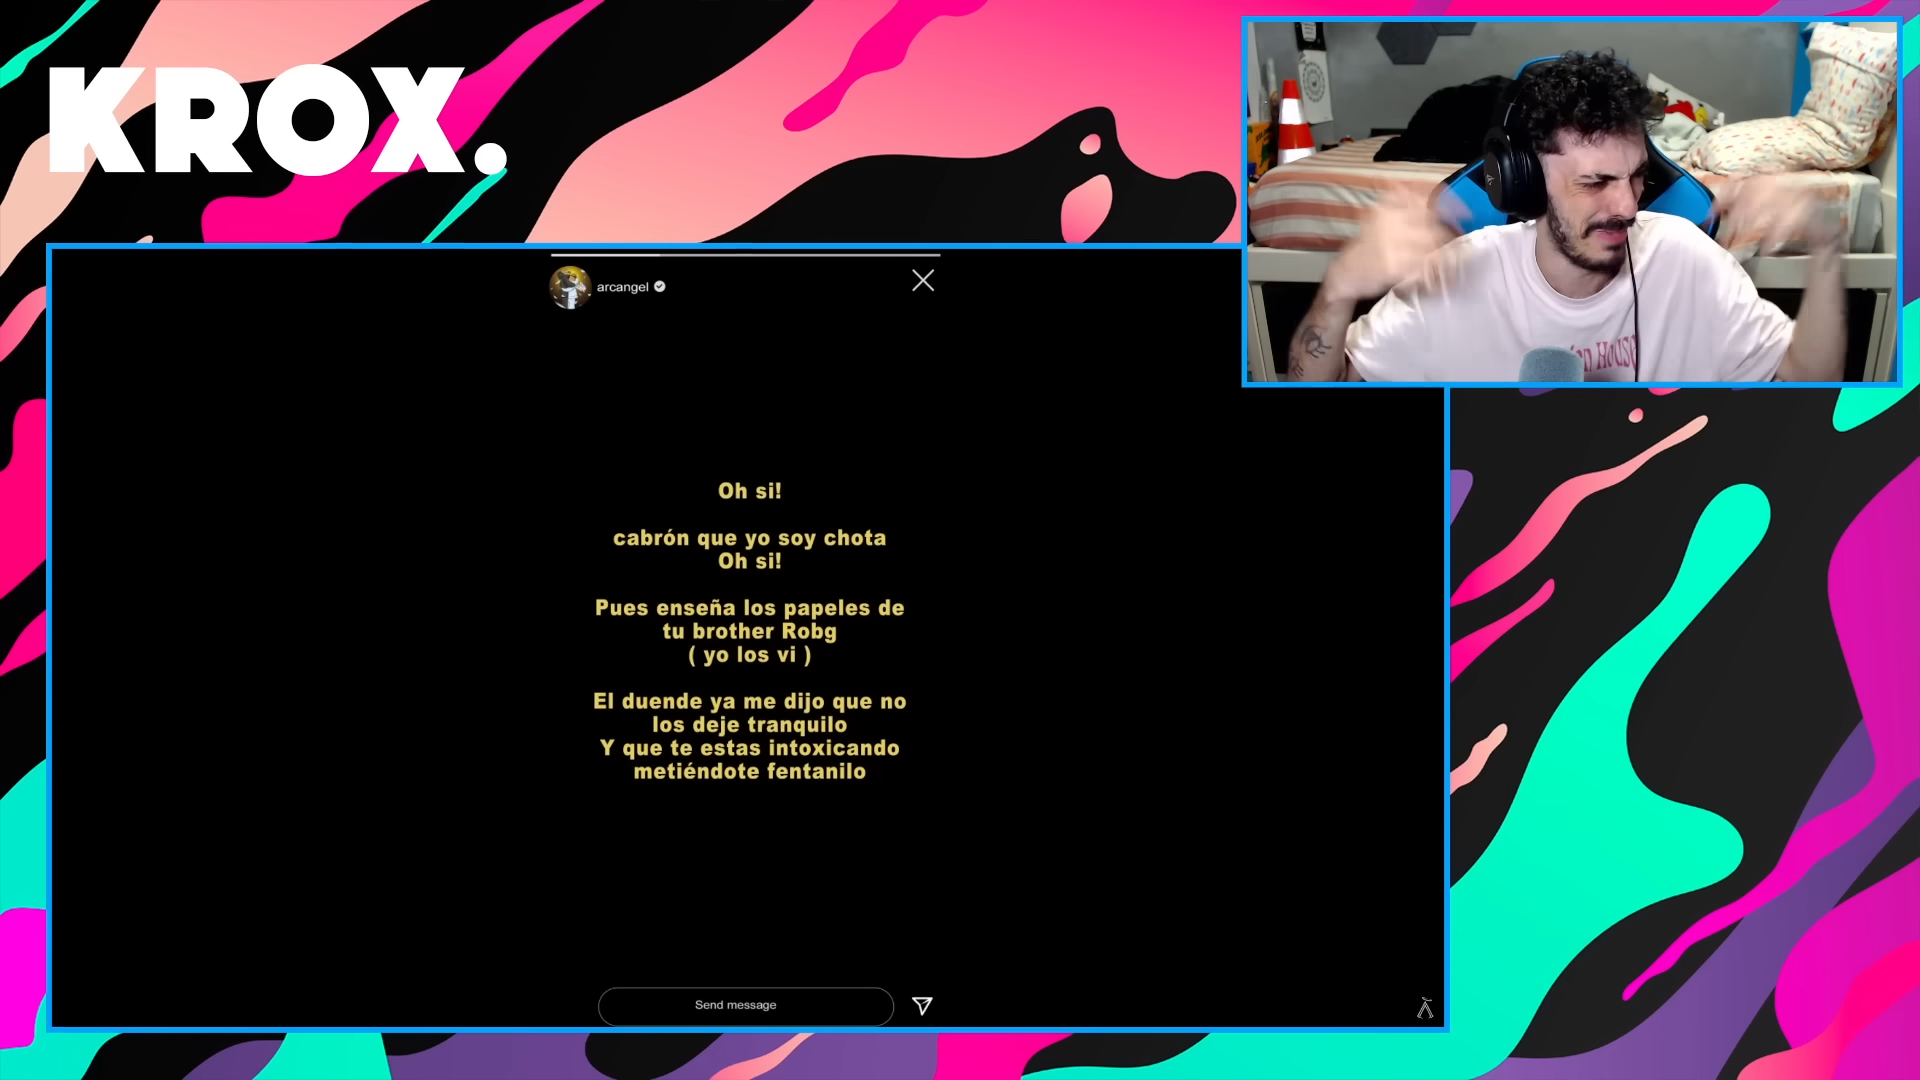 KROX.
arcangel
Oh si!
cabrón que yo soy chota
Oh si!
Pues enseña los papeles de
tu brother Robg
( yo los vi )
El duende ya me dijo que no
los deje tranquilo
Y que te estas intoxicando
metiéndote fentanilo
Send message